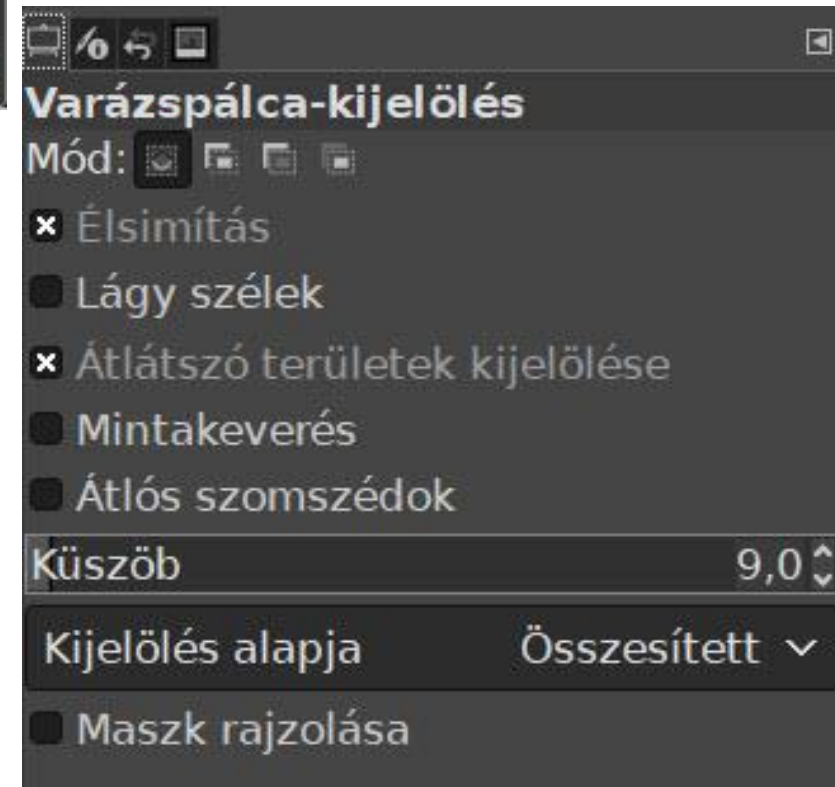 Varázspálca-kijelölés
Mód:
Élsimítás
Lágy szélek
Átlátszó területek kijelölése
Mintakeverés
Átlós szomszédok
Küszöb 9,0
Kijelölés alapja Összesített
Maszk rajzolása